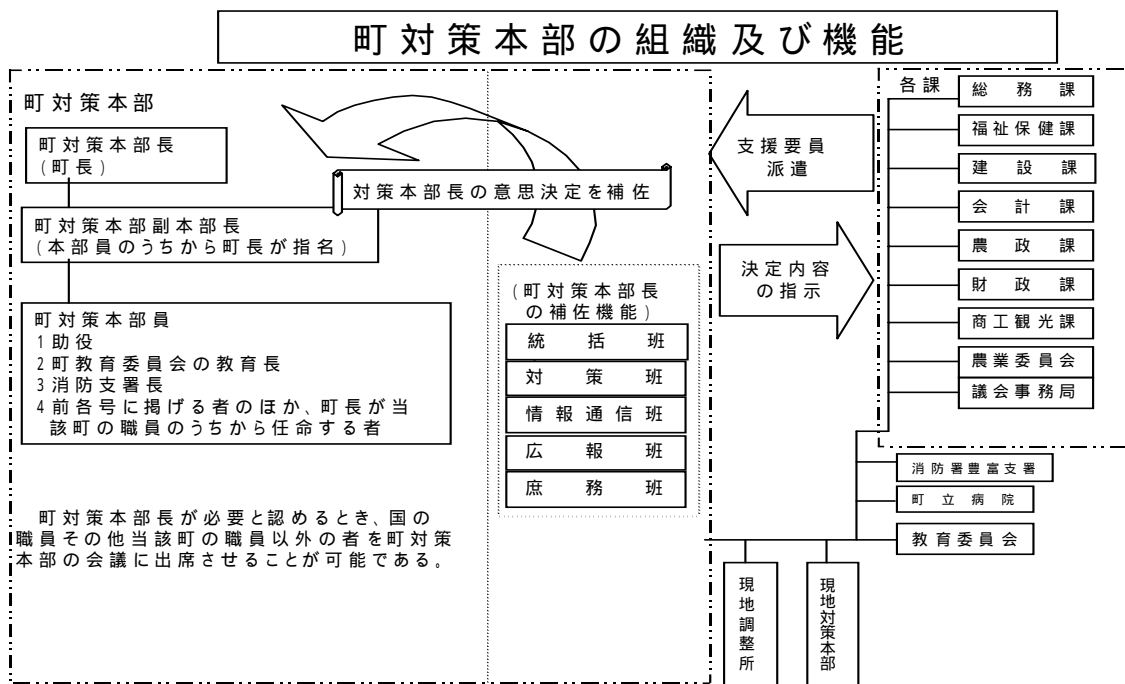 町対策本部の組織及び機能
町対策本部
町対策本部長
(町長)
町対策本部副本部長
(本部員のうちから町長が指名)
町対策本部員
1助役
2町教育委員会の教育長
3消防支署長
4前各号に掲げる者のほか、町長が当
該町の職員のうちから任命する者
町対策本部長が必要と認めるとき、国の
職員その他当該町の職員以外の者を町対策
本部の会議に出席させることが可能である。
対策本部長の意思決定を補佐
(町対策本部長
の補佐機能)
統括班
対策班
情報通信班
広報班
庶務班
支援要員
派遣
決定内容
の指示
各課
総務課
福祉保健課
建設課
会計課
農政課
財政課
商工観光課
農業委員会
議会事務局
消防署豊富支署
町立病院
教育委員会
現地調整所
現地対策本部